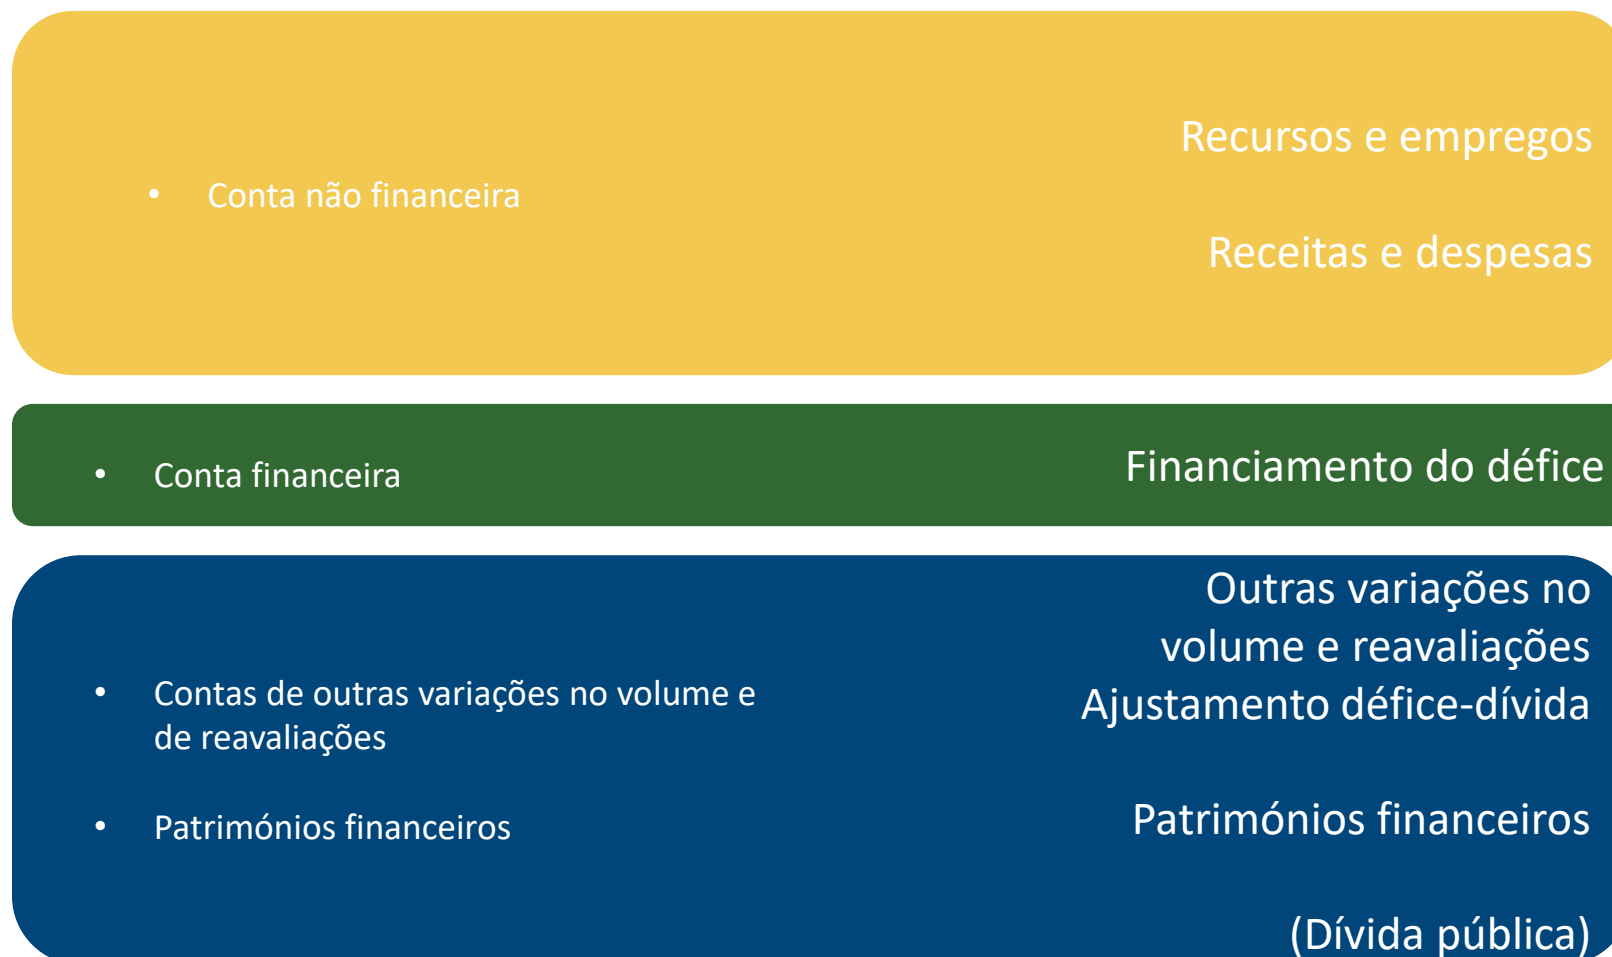 Recursos e empregos
• Conta não financeira
Receitas e despesas
• Conta financeira
Financiamento do défice
Outras variações no
volume e reavaliações
• Contas de outras variações no volume e
de reavaliações
Ajustamento défice-dívida
• Patrimónios financeiros
Patrimónios financeiros
(Dívida pública)